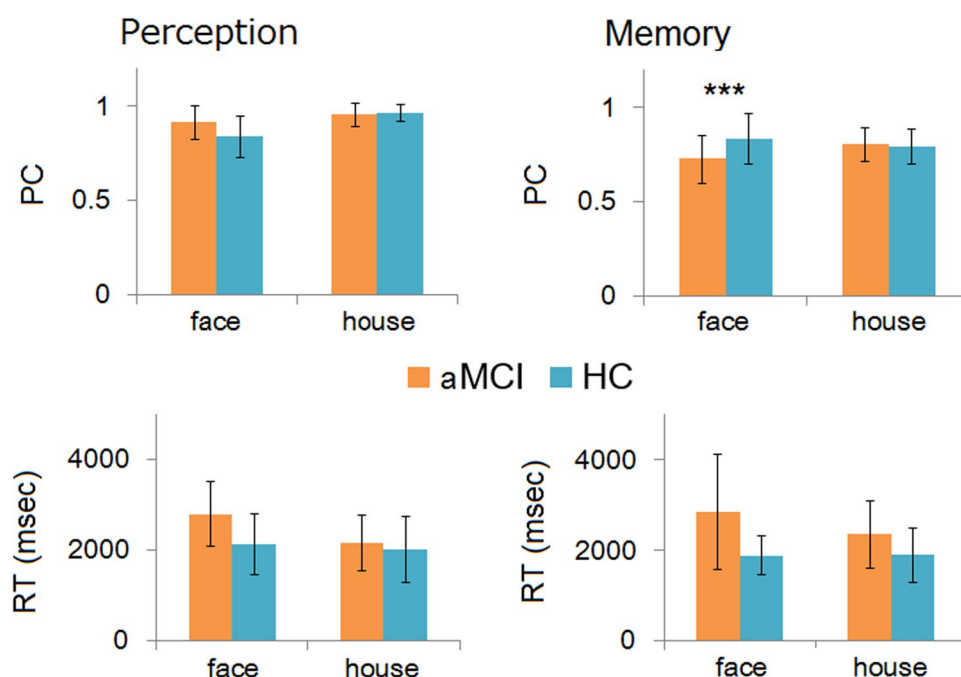 Perception
Memory
PC
1
0.5
0
face
house
PC
1
0.5
0
***
face
house
aMCI
HC
RT (msec)
4000
2000
0
face
house
RT (msec)
4000
2000
0
face
house